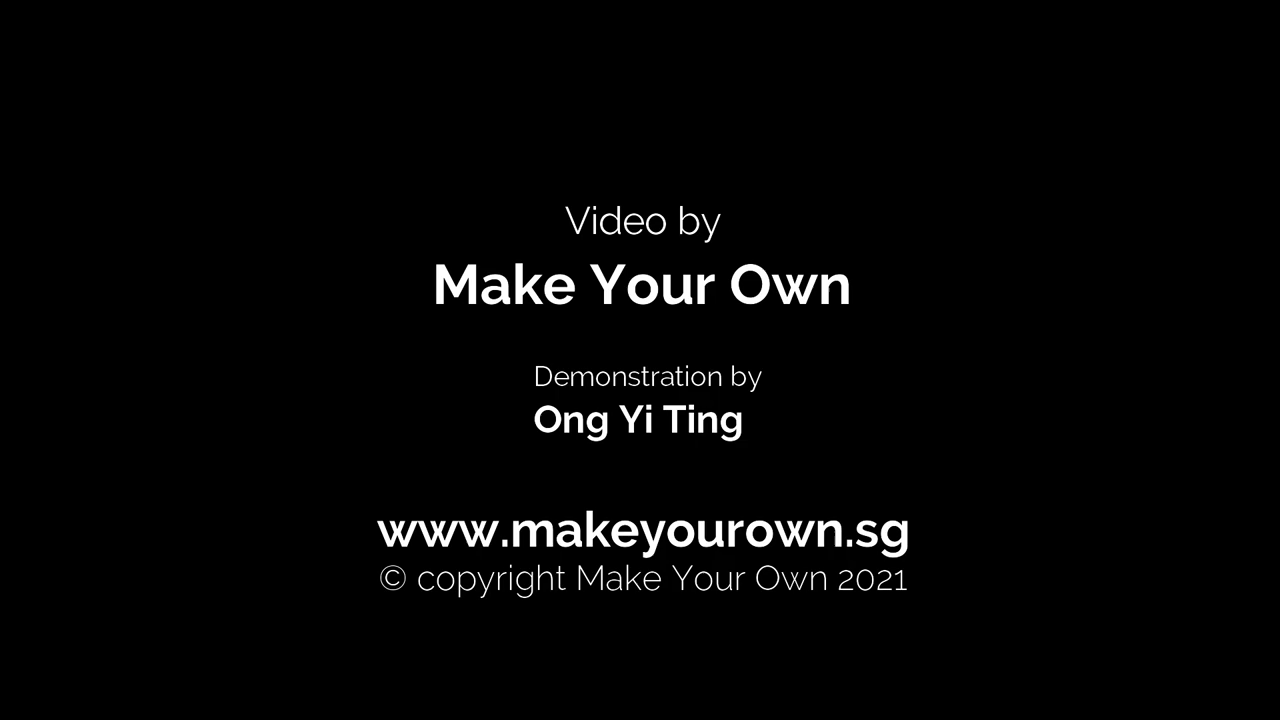 Video by
Make Your Own
Demonstration by
Ong Yi Ting
www.makeyourown.sg
© copyright Make Your Own 2021